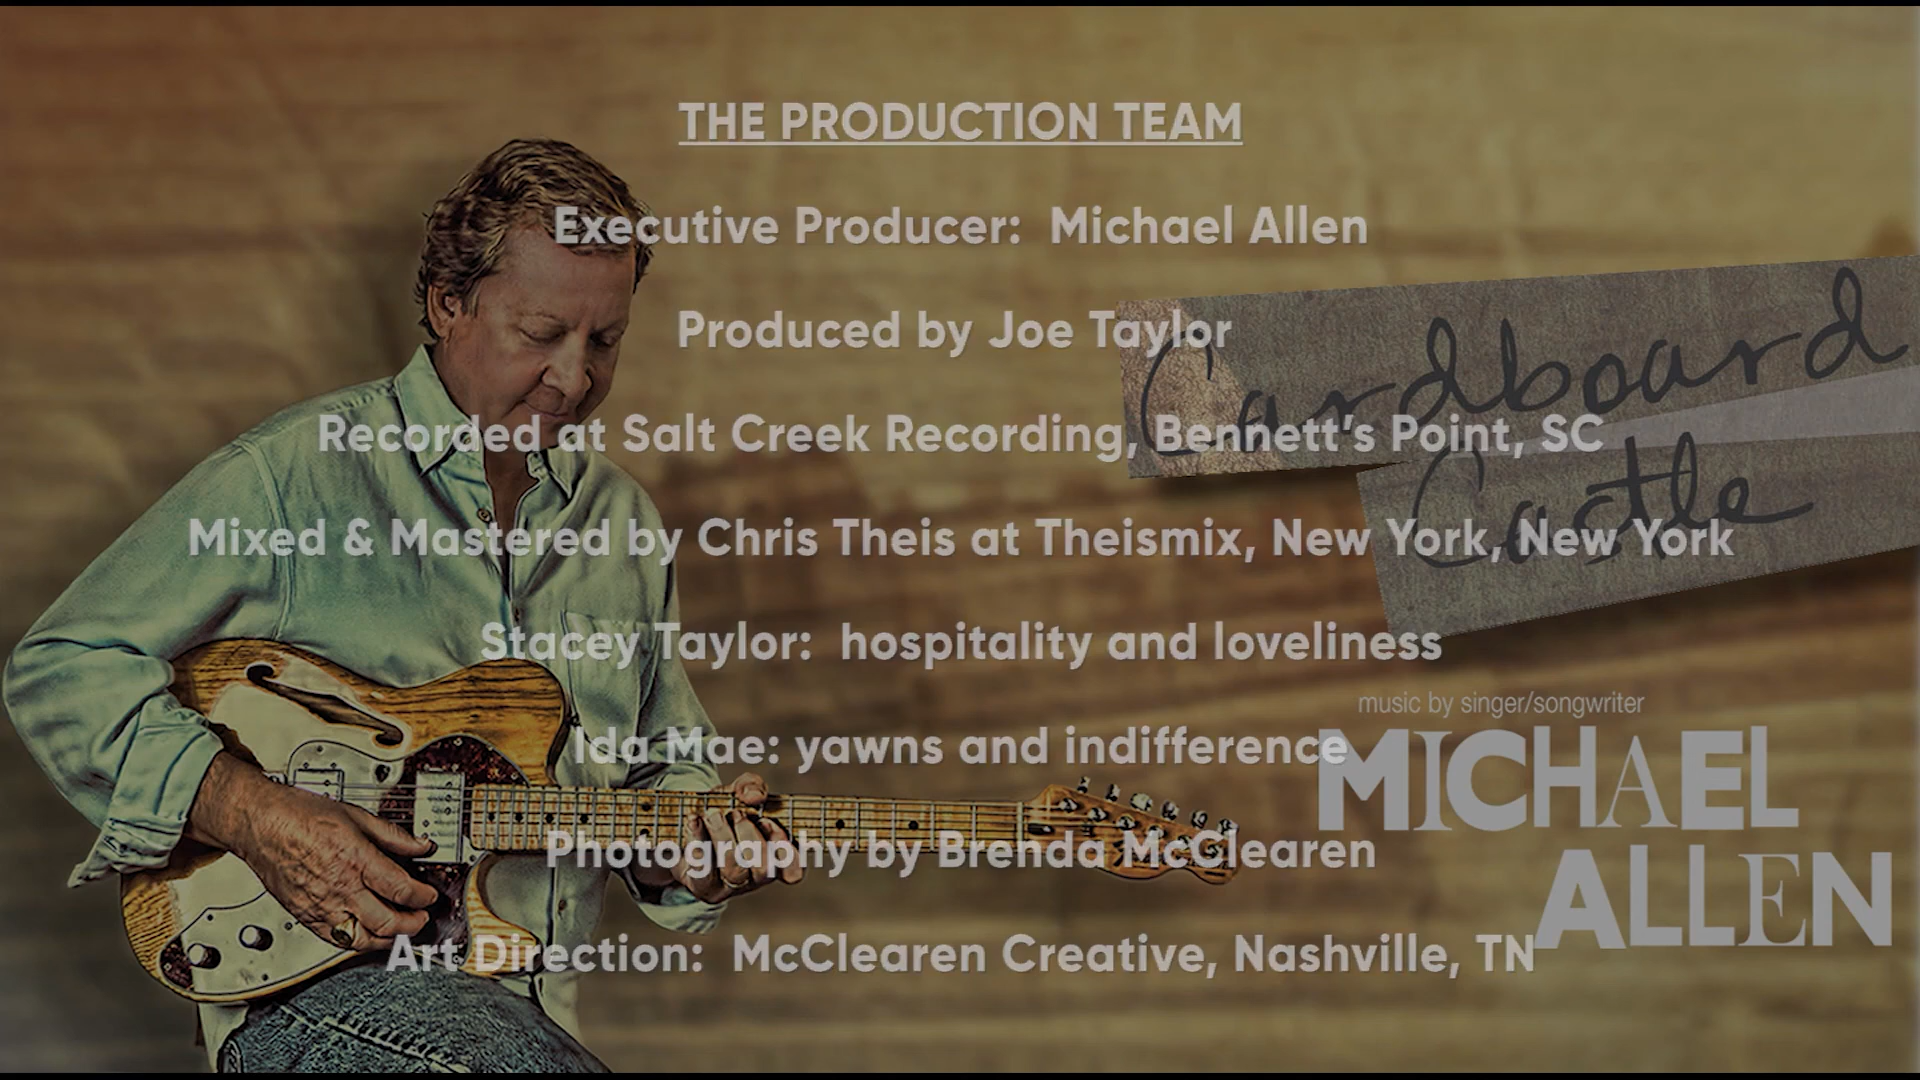 THE PRODUCTION TEAM
Executive Producer:  Michael Allen
Produced by Joe Taylor
Recorded at Salt Creek Recording, Bennett’s Point, SC
Mixed & Mastered by Chris Theis at Theismix, New York, New York
Stacey Taylor:  hospitality and loveliness
Ida Mae: yawns and indifference
Photography by Brenda McClearen
Art Direction:  McClearen Creative, Nashville, TN
Cardboard
Castle
music by singer/songwriter
MICHAEL
ALLEN